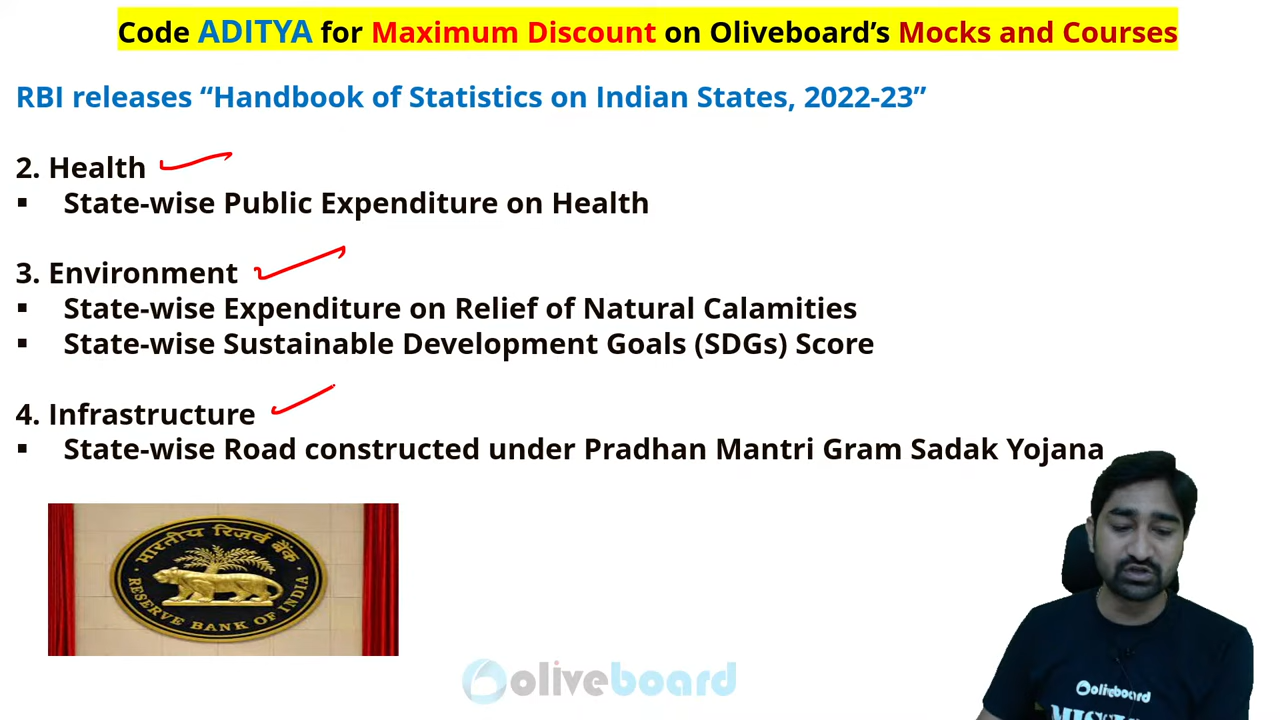 Code ADITYA for Maximum Discount on Oliveboard’s Mocks and Courses
RBI releases “Handbook of Statistics on Indian States, 2022-23”
2. Health
▪ State-wise Public Expenditure on Health
3. Environment
▪ State-wise Expenditure on Relief of Natural Calamities
▪ State-wise Sustainable Development Goals (SDGs) Score
4. Infrastructure
▪ State-wise Road constructed under Pradhan Mantri Gram Sadak Yojana
भारतीय रिज़र्व बैंक
RESERVE BANK OF INDIA
oliveboard
oliveboard